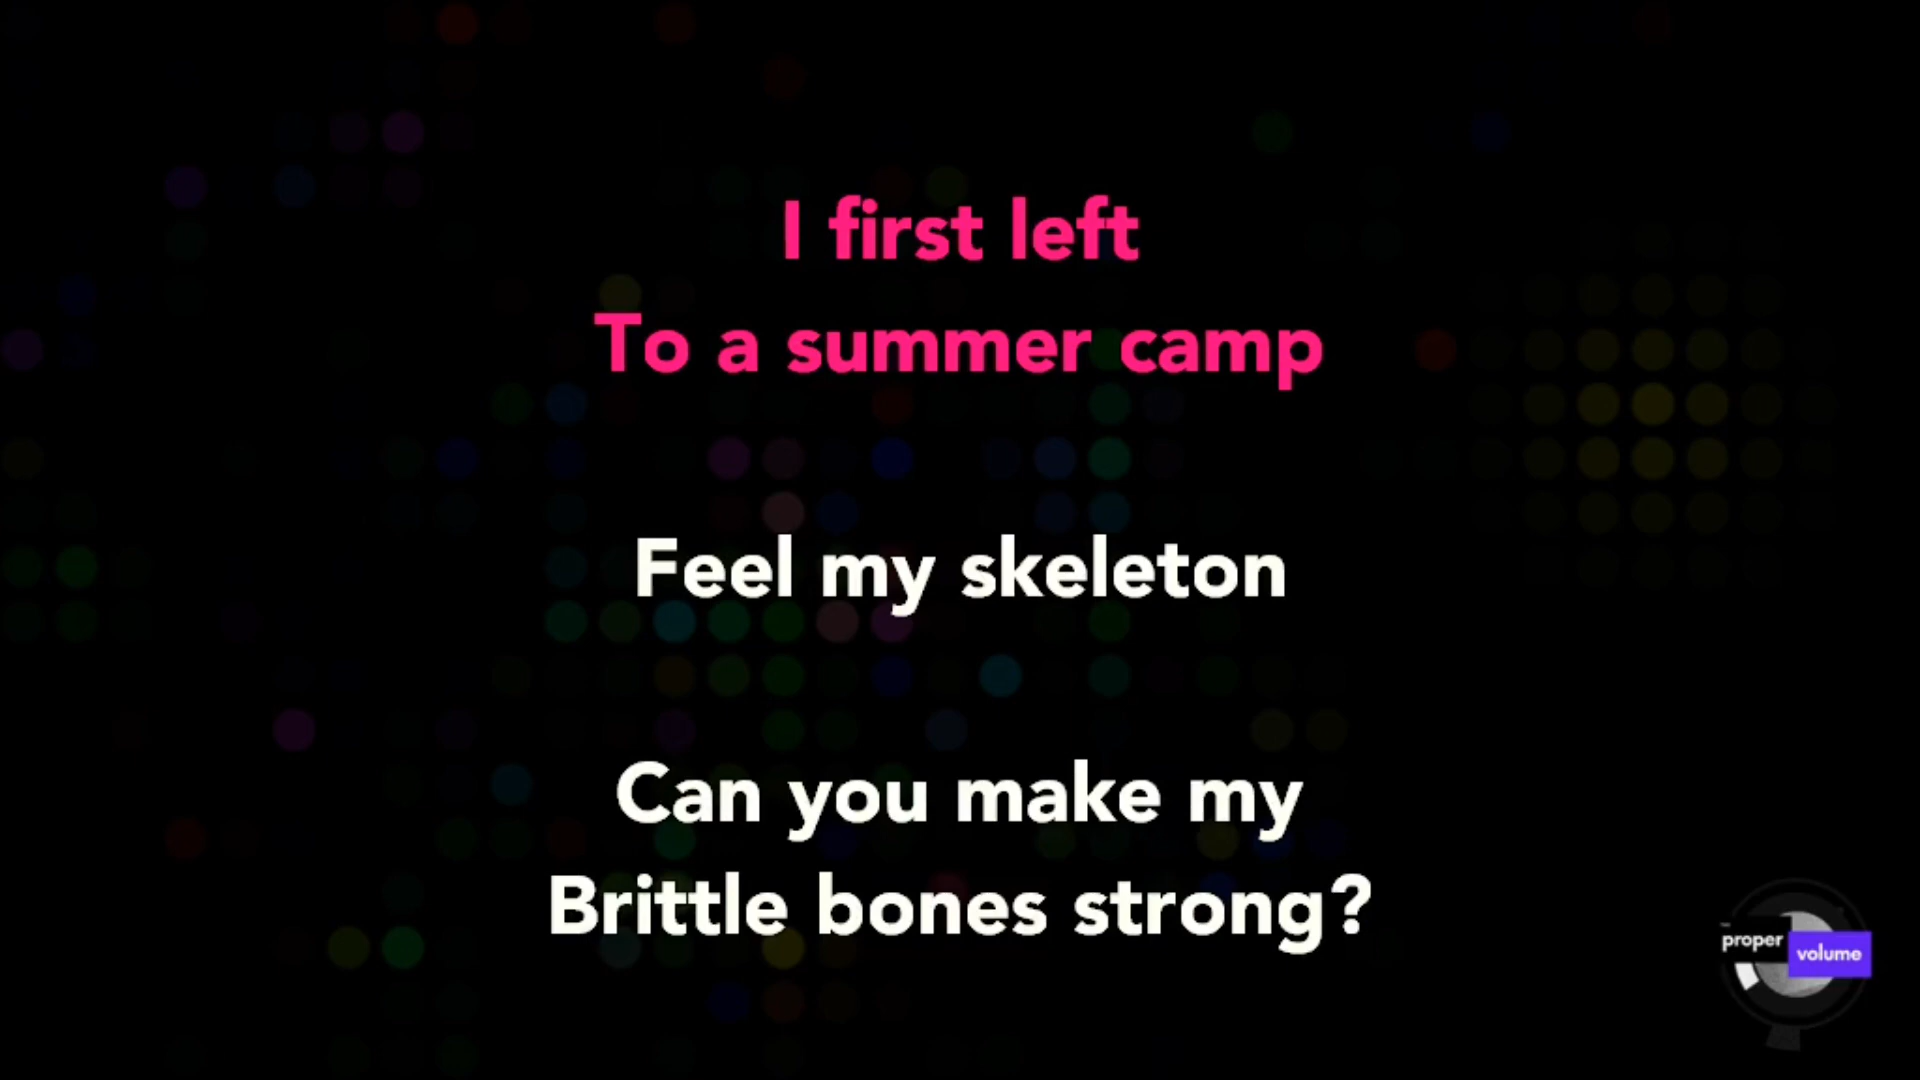 I first left
To a summer camp
Feel my skeleton
Can you make my
Brittle bones strong?
proper
volume